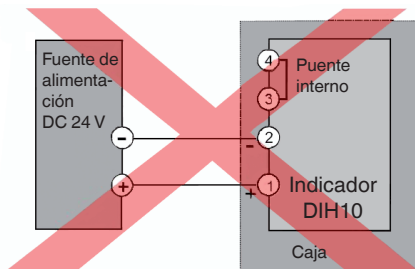 Fuente de
alimenta-
ción
DC 24 V
-
+
4
3
2
1
-
+
Puente
interno
Indicador
DIH10
Caja